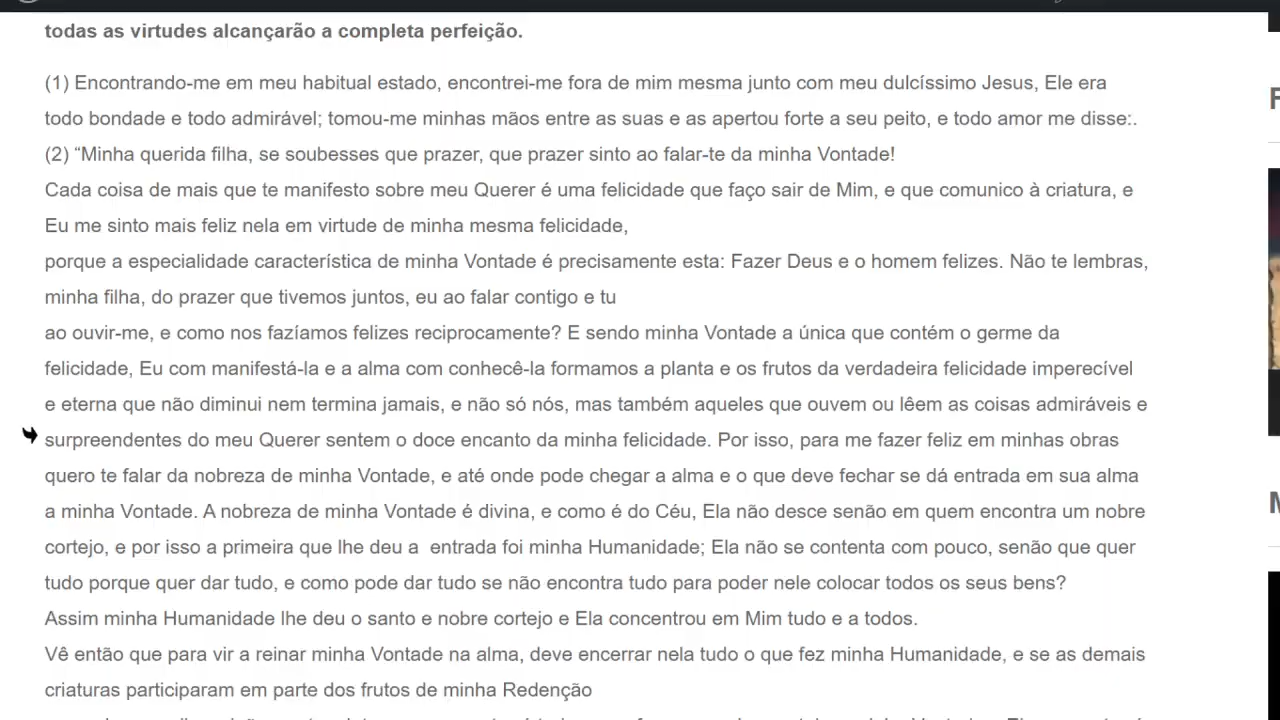 todas as virtudes alcançarão a completa perfeição.
(1) Encontrando-me em meu habitual estado, encontrei-me fora de mim mesma junto com meu dulcíssimo Jesus, Ele era
todo bondade e todo admirável; tomou-me minhas mãos entre as suas e as apertou forte a seu peito, e todo amor me disse:.
(2) “Minha querida filha, se soubesses que prazer, que prazer sinto ao falar-te da minha Vontade!
Cada coisa de mais que te manifesto sobre meu Querer é uma felicidade que faço sair de Mim, e que comunico à criatura, e
Eu me sinto mais feliz nela em virtude de minha mesma felicidade,
porque a especialidade característica de minha Vontade é precisamente esta: Fazer Deus e o homem felizes. Não te lembras,
minha filha, do prazer que tivemos juntos, eu ao falar contigo e tu
ao ouvir-me, e como nos fazíamos felizes reciprocamente? E sendo minha Vontade a única que contém o germe da
felicidade, Eu com manifestá-la e a alma com conhecê-la formamos a planta e os frutos da verdadeira felicidade imperecível
e eterna que não diminui nem termina jamais, e não só nós, mas também aqueles que ouvem ou lêem as coisas admiráveis e
surpreendentes do meu Querer sentem o doce encanto da minha felicidade. Por isso, para me fazer feliz em minhas obras
quero te falar da nobreza de minha Vontade, e até onde pode chegar a alma e o que deve fechar se dá entrada em sua alma
a minha Vontade. A nobreza de minha Vontade é divina, e como é do Céu, Ela não desce senão em quem encontra um nobre
cortejo, e por isso a primeira que lhe deu a  entrada foi minha Humanidade; Ela não se contenta com pouco, senão que quer
tudo porque quer dar tudo, e como pode dar tudo se não encontra tudo para poder nele colocar todos os seus bens?
Assim minha Humanidade lhe deu o santo e nobre cortejo e Ela concentrou em Mim tudo e a todos.
Vê então que para vir a reinar minha Vontade na alma, deve encerrar nela tudo o que fez minha Humanidade, e se as demais
criaturas participaram em parte dos frutos de minha Redenção